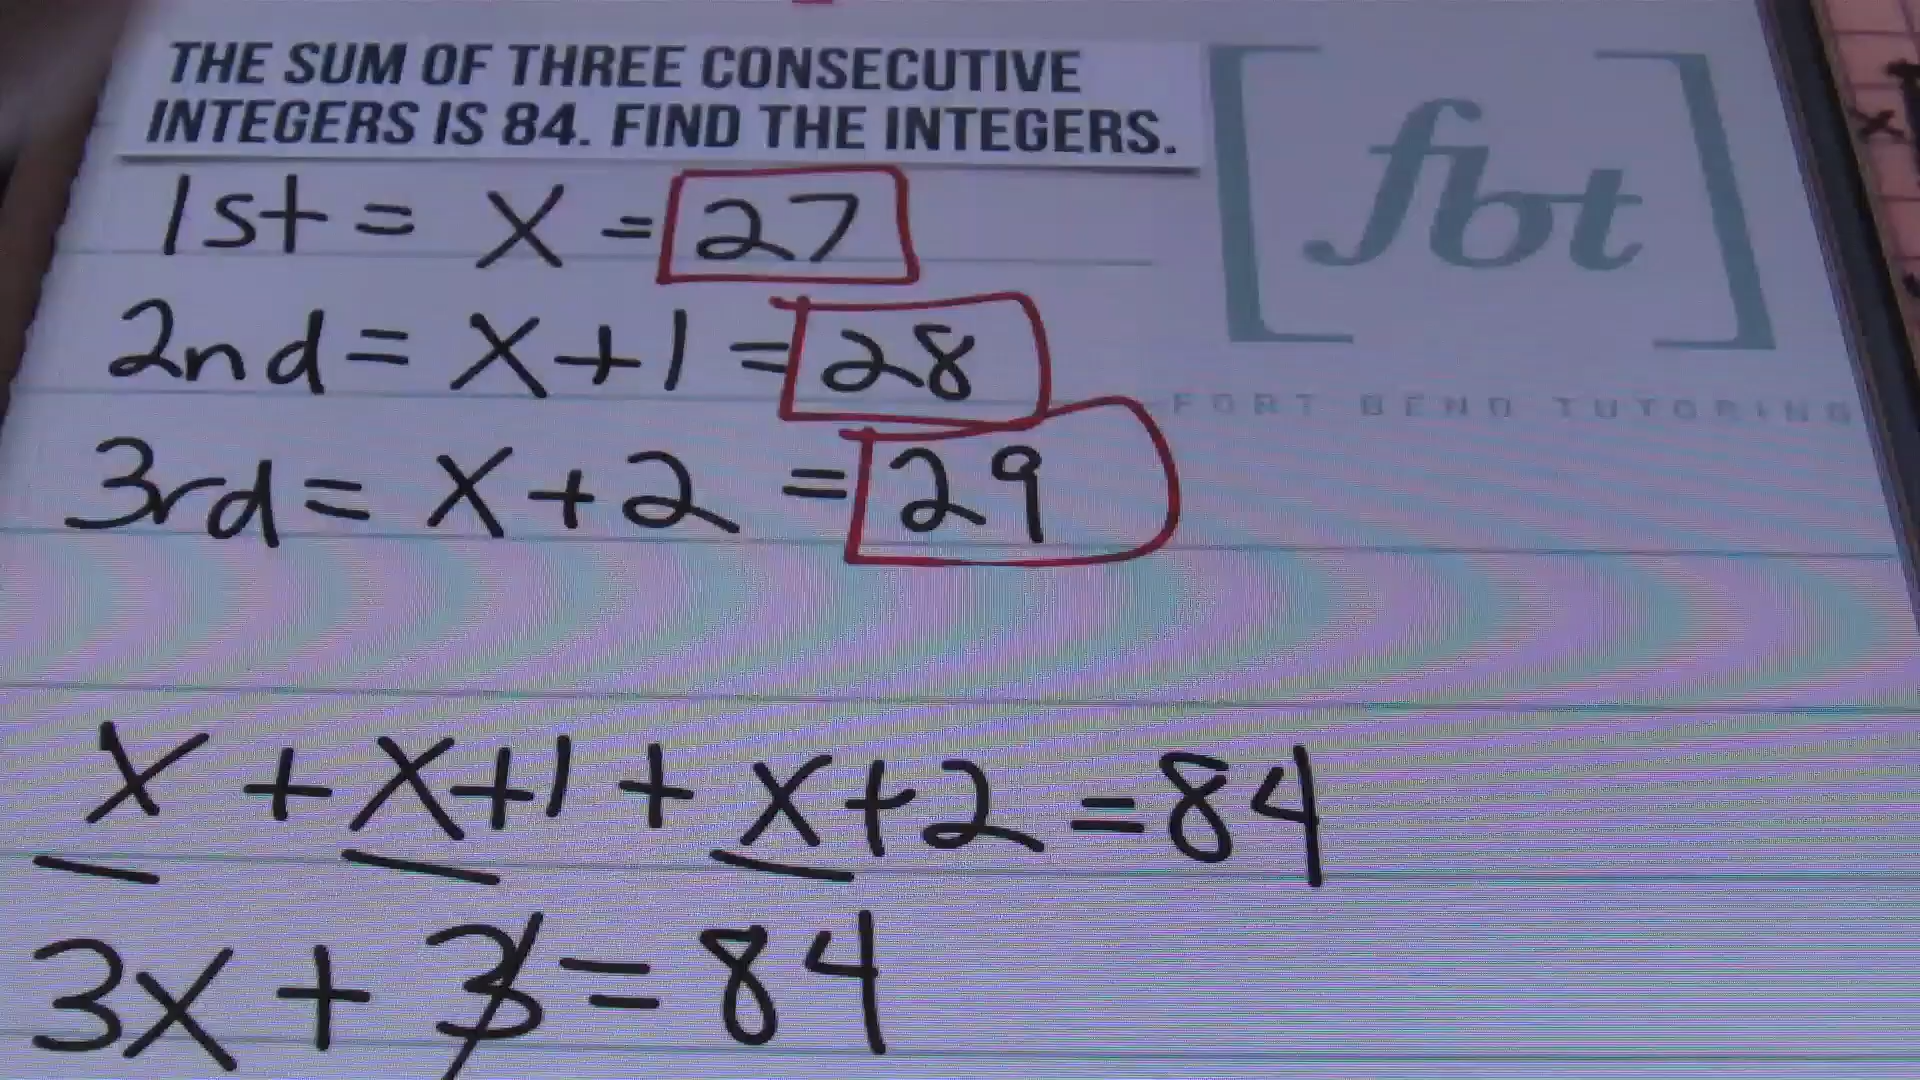 THE SUM OF THREE CONSECUTIVE
INTEGERS IS 84. FIND THE INTEGERS.
fbt
FORT BEND TUTORING
1st = X = 27
2nd = X+1 = 28
3rd = X+2 = 29
X + X+1 + X+2 = 84
3X + 3 = 84